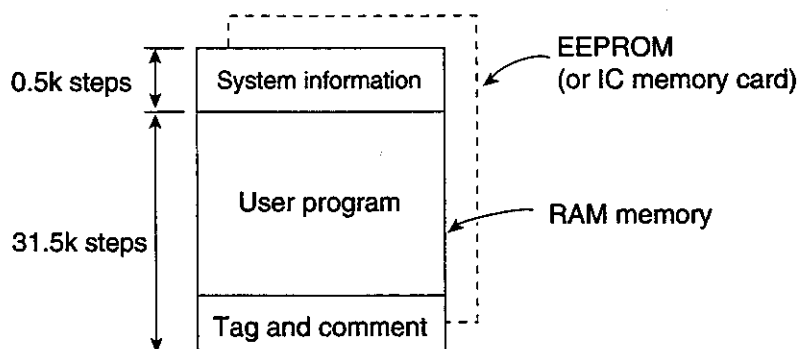 EEPROM
(or IC memory card)
0.5k steps
System information
User program
RAM memory
31.5k steps
Tag and comment